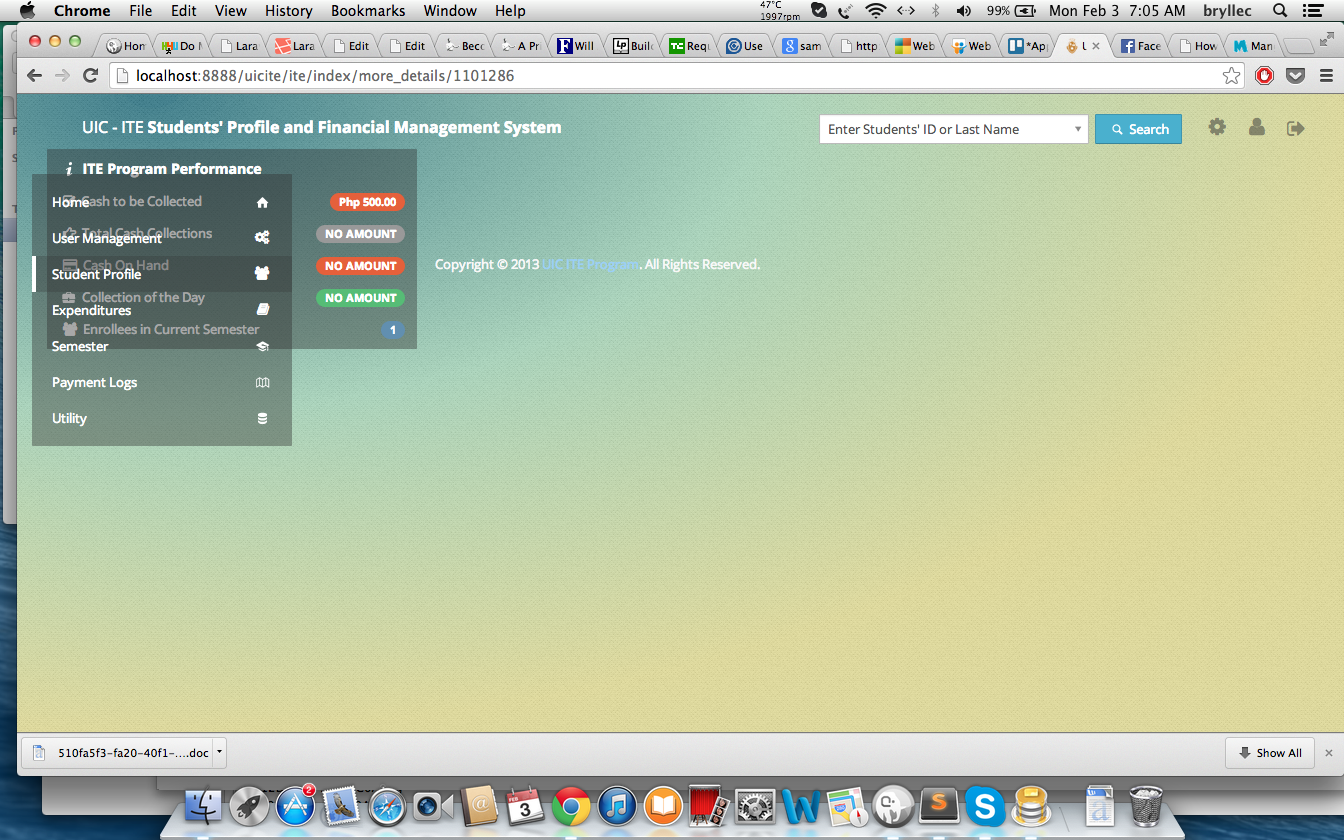 Chrome File Edit View History Bookmarks Window Help 47°C 1997rpm 99% Mon Feb 3 7:05 AM bryllec
Hon Do N Lara Lara Edit Edit Becc A Pr Will Build Requ Use sam http Web Web *App U Face How Man
localhost:8888/uicite/ite/index/more_details/1101286
UIC - ITE Students' Profile and Financial Management System
Enter Students' ID or Last Name Search
ITE Program Performance
Cash to be Collected Php 500.00
Home
Total Cash Collections NO AMOUNT
User Management
Cash On Hand NO AMOUNT
Student Profile
Copyright © 2013 UIC ITE Program. All Rights Reserved.
Collection of the Day NO AMOUNT
Expenditures
Enrollees in Current Semester 1
Semester
Payment Logs
Utility
510fa5f3-fa20-40f1-....doc Show All
2
FEB
3